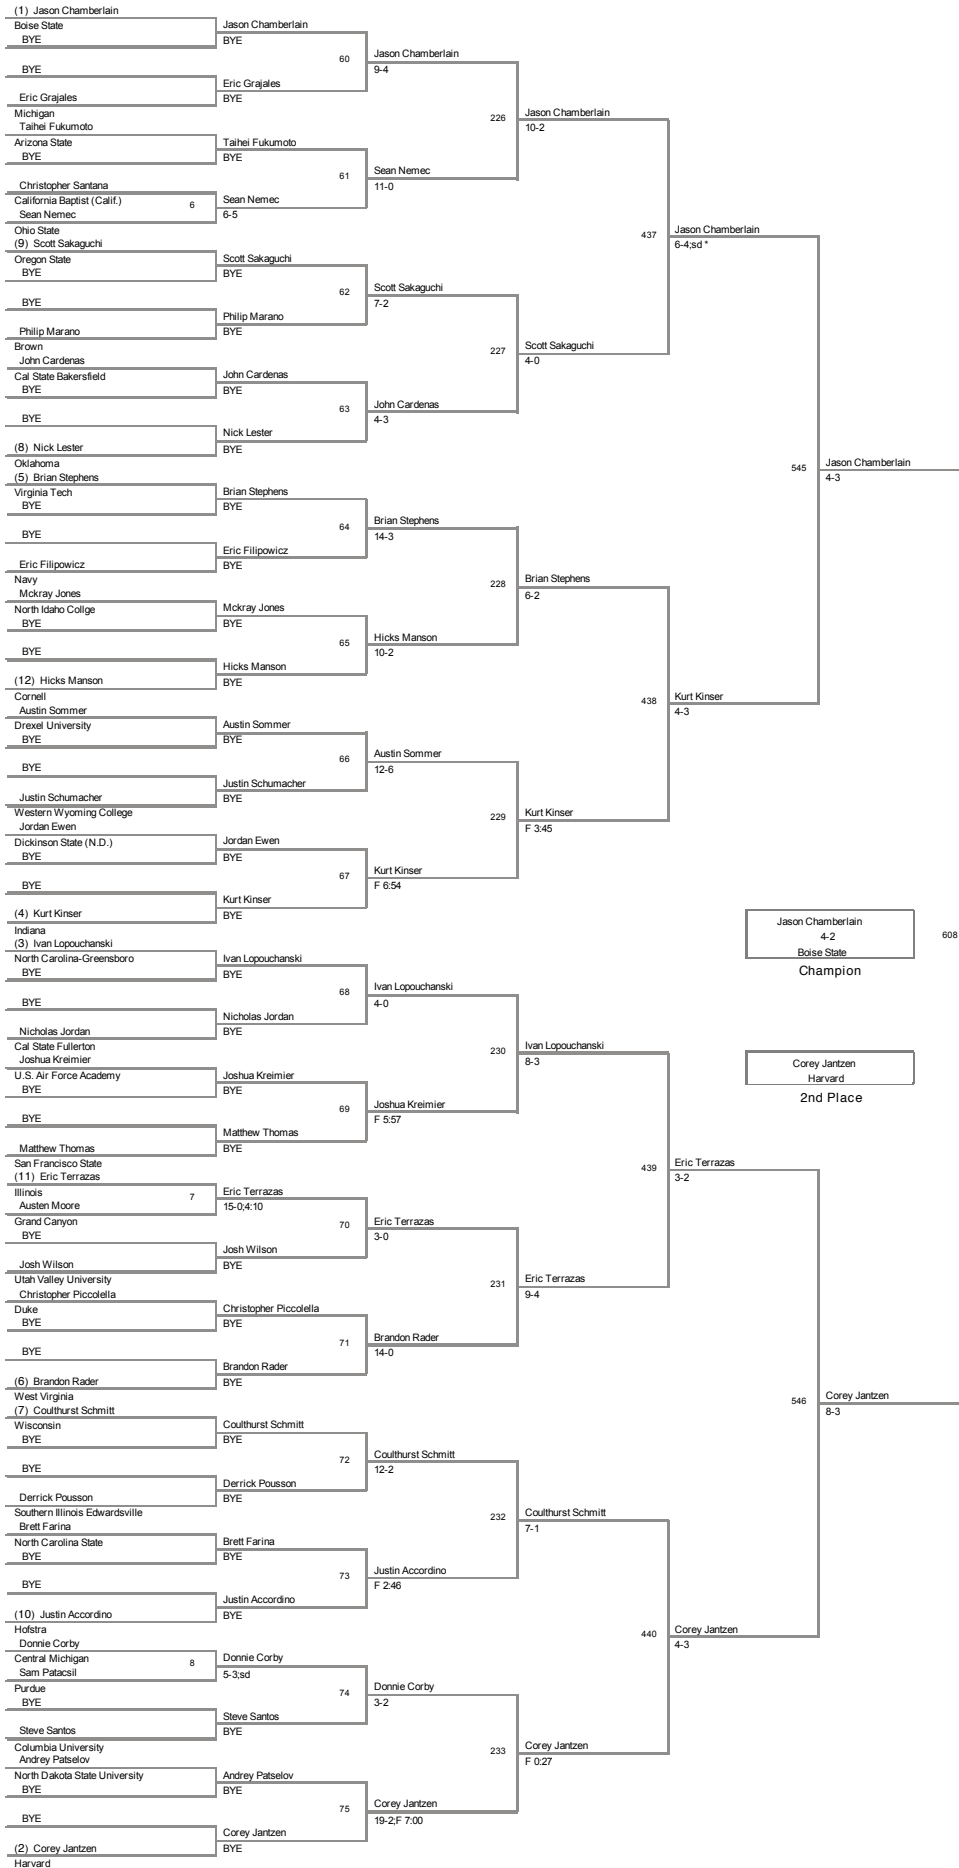 (1) Jason Chamberlain
Boise State
BYE
BYE
Eric Grajales
Michigan
Taihei Fukumoto
Arizona State
BYE
Christopher Santana
California Baptist (Calif.)
6
Sean Nemec
Ohio State
(9) Scott Sakaguchi
Oregon State
BYE
BYE
Philip Marano
Brown
John Cardenas
Cal State Bakersfield
BYE
BYE
(8) Nick Lester
Oklahoma
(5) Brian Stephens
Virginia Tech
BYE
BYE
Eric Filipowicz
Navy
Mckray Jones
North Idaho Collge
BYE
BYE
(12) Hicks Manson
Cornell
Austin Sommer
Drexel University
BYE
BYE
Justin Schumacher
Western Wyoming College
Jordan Ewen
Dickinson State (N.D.)
BYE
BYE
(4) Kurt Kinser
Indiana
(3) Ivan Lopouchanski
North Carolina-Greensboro
BYE
BYE
Nicholas Jordan
Cal State Fullerton
Joshua Kreimier
U.S. Air Force Academy
BYE
BYE
Matthew Thomas
San Francisco State
(11) Eric Terrazas
Illinois
7
Austen Moore
Grand Canyon
BYE
Josh Wilson
Utah Valley University
Christopher Piccolella
Duke
BYE
BYE
(6) Brandon Rader
West Virginia
(7) Coulthurst Schmitt
Wisconsin
BYE
BYE
Derrick Pousson
Southern Illinois Edwardsville
Brett Farina
North Carolina State
BYE
BYE
(10) Justin Accordino
Hofstra
Donnie Corby
Central Michigan
8
Sam Patacsil
Purdue
BYE
Steve Santos
Columbia University
Andrey Patselov
North Dakota State University
BYE
BYE
(2) Corey Jantzen
Harvard
Jason Chamberlain
BYE
60
Eric Grajales
BYE
Taihei Fukumoto
BYE
61
Sean Nemec
6-5
Scott Sakaguchi
BYE
62
Philip Marano
BYE
John Cardenas
BYE
63
Nick Lester
BYE
Brian Stephens
BYE
64
Eric Filipowicz
BYE
Mckray Jones
BYE
65
Hicks Manson
BYE
Austin Sommer
BYE
66
Justin Schumacher
BYE
Jordan Ewen
BYE
67
Kurt Kinser
BYE
Ivan Lopouchanski
BYE
68
Nicholas Jordan
BYE
Joshua Kreimier
BYE
69
Matthew Thomas
BYE
Eric Terrazas
15-0;4:10
70
Josh Wilson
BYE
Christopher Piccolella
BYE
71
Brandon Rader
BYE
Coulthurst Schmitt
BYE
72
Derrick Pousson
BYE
Brett Farina
BYE
73
Justin Accordino
BYE
Donnie Corby
5-3;sd
74
Steve Santos
BYE
Andrey Patselov
BYE
75
Corey Jantzen
BYE
Jason Chamberlain
9-4
226
Sean Nemec
11-0
Scott Sakaguchi
7-2
227
John Cardenas
4-3
Brian Stephens
14-3
228
Hicks Manson
10-2
Austin Sommer
12-6
229
Kurt Kinser
F 6:54
Ivan Lopouchanski
4-0
230
Joshua Kreimier
F 5:57
Eric Terrazas
3-0
231
Brandon Rader
14-0
Coulthurst Schmitt
12-2
232
Justin Accordino
F 2:46
Donnie Corby
3-2
233
Corey Jantzen
19-2;F 7:00
Jason Chamberlain
10-2
437
Scott Sakaguchi
4-0
Brian Stephens
6-2
438
Kurt Kinser
F 3:45
Ivan Lopouchanski
8-3
439
Eric Terrazas
9-4
Coulthurst Schmitt
7-1
440
Corey Jantzen
F 0:27
Jason Chamberlain
6-4;sd *
545
Kurt Kinser
4-3
Eric Terrazas
3-2
546
Corey Jantzen
4-3
Jason Chamberlain
4-3
Corey Jantzen
8-3
Jason Chamberlain
4-2
Boise State
608
Champion
Corey Jantzen
Harvard
2nd Place